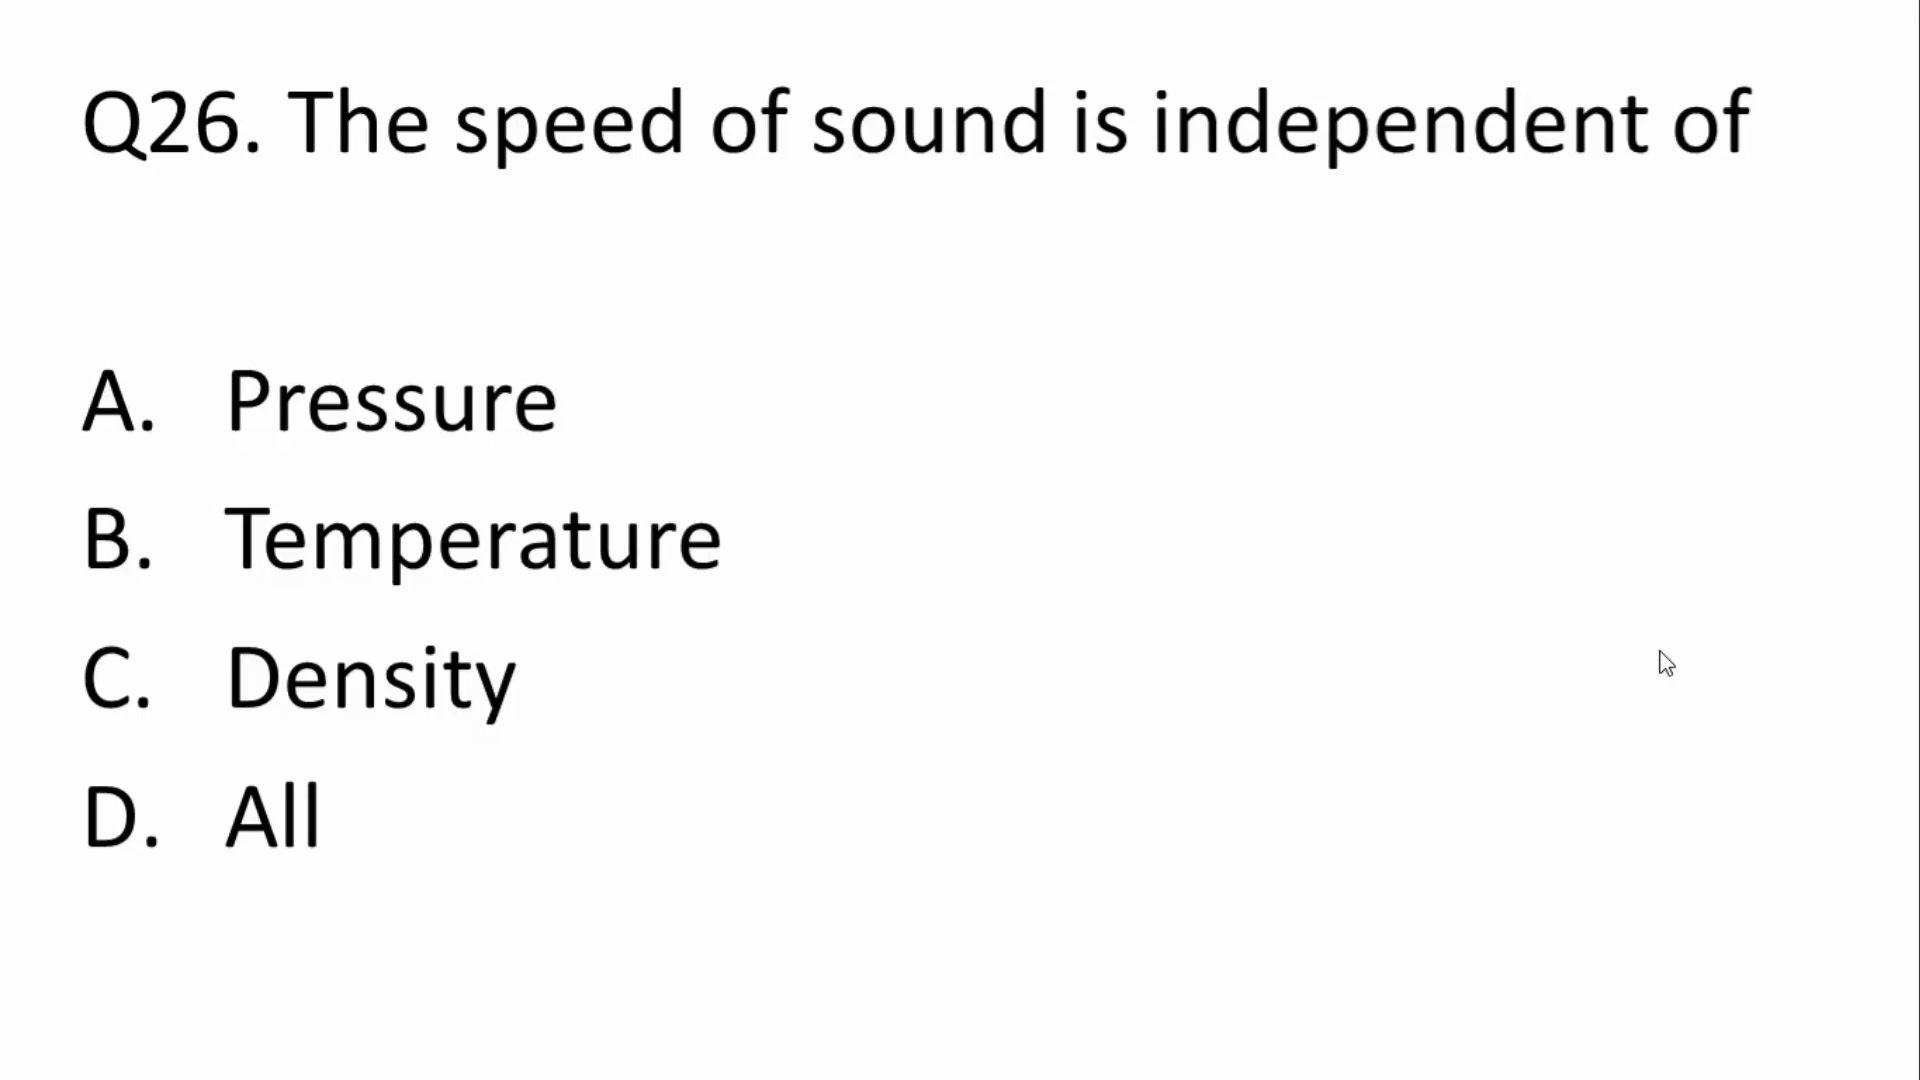 Q26. The speed of sound is independent of
A. Pressure
B. Temperature
C. Density
D. All